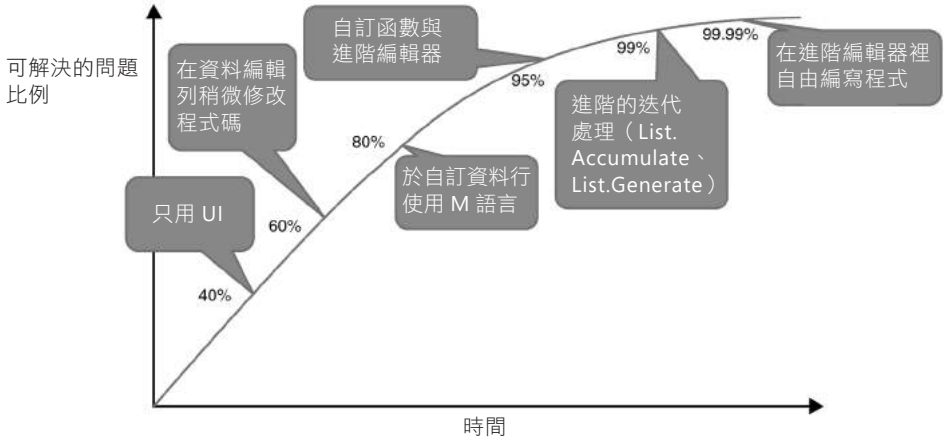 可解決的問題
比例
只用 UI
40%
在資料編輯
列稍微修改
程式碼
60%
於自訂資料行
使用 M 語言
80%
自訂函數與
進階編輯器
95%
進階的迭代
處理（List.
Accumulate、
List.Generate）
99%
在進階編輯器裡
自由編寫程式
99.99%
時間